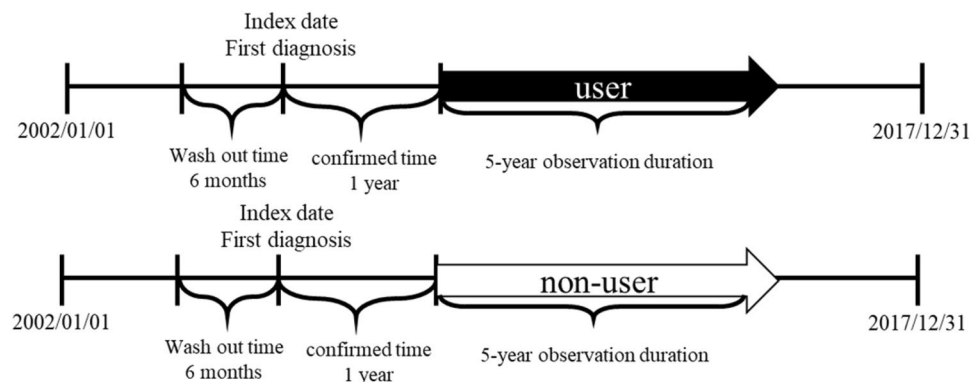 Index date
First diagnosis
user
2002/01/01
2017/12/31
Wash out time
6 months
confirmed time
1 year
5-year observation duration
Index date
First diagnosis
non-user
2002/01/01
2017/12/31
Wash out time
6 months
confirmed time
1 year
5-year observation duration